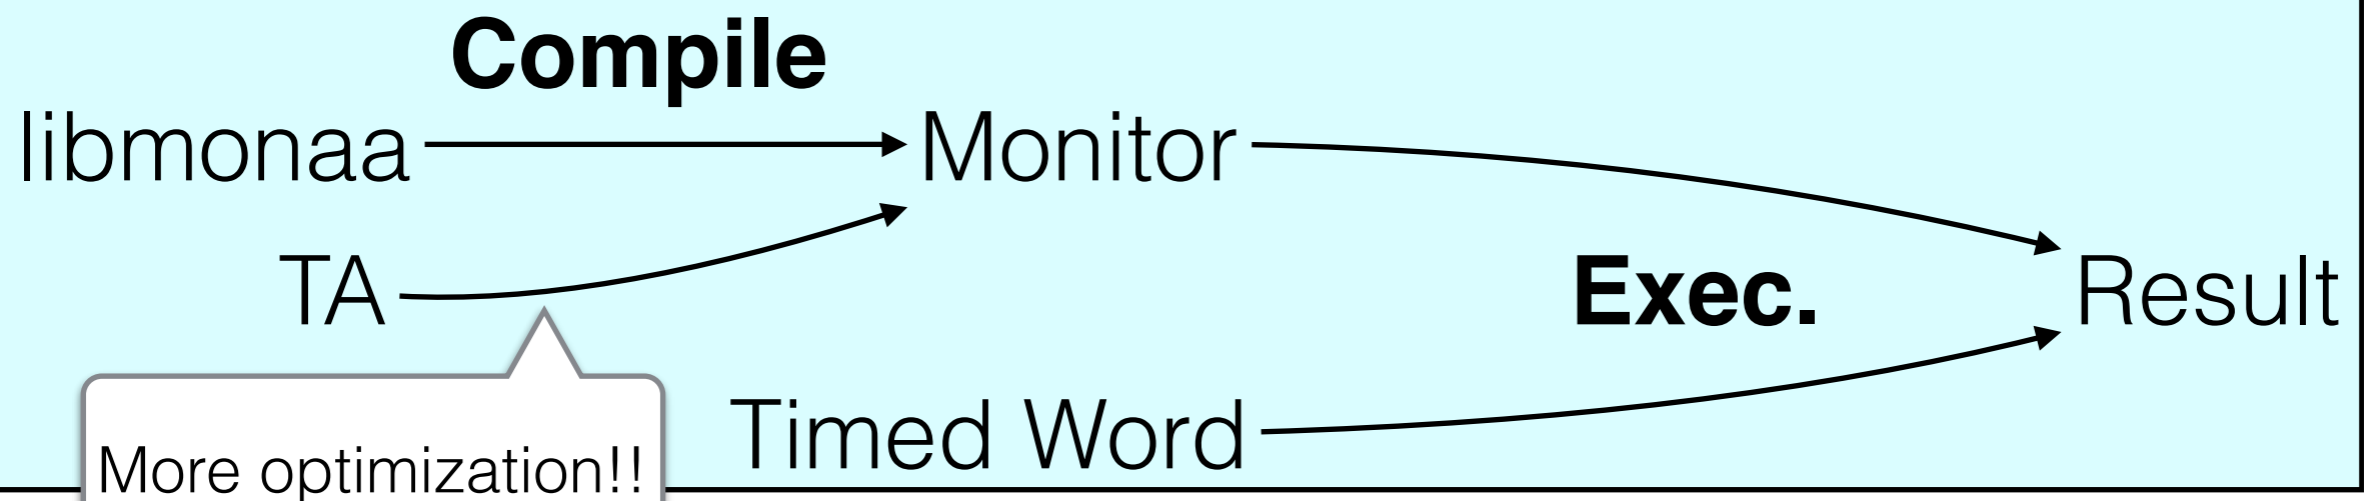 Compile
libmonaa
Monitor
TA
Exec.
Result
Timed Word
More optimization!!